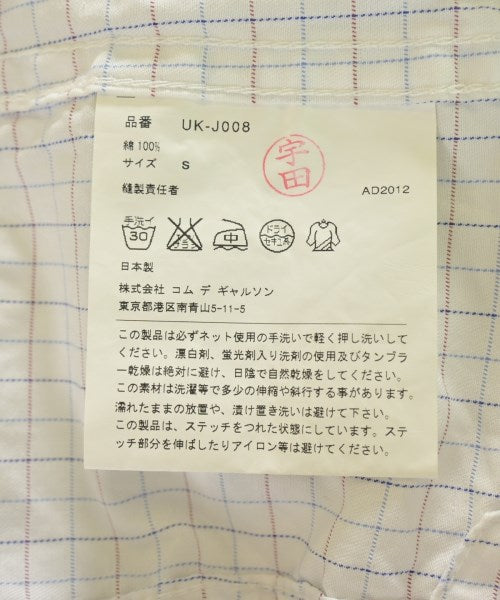 品番 UK-J008
綿 100%
サイズ S
宇田
縫製責任者 AD2012
手洗イ
30
中
ドライ
セキユ系
日本製
株式会社 コム デ ギャルソン
東京都港区南青山5-11-5
この製品は必ずネット使用の手洗いで軽く押し洗いして
ください。漂白剤、蛍光剤入り洗剤の使用及びタンブラ
ー乾燥は絶対に避け、日陰で自然乾燥をしてください。
この素材は洗濯等で多少の伸縮や斜行する事があります。
濡れたままの放置や、漬け置き洗いは避けて下さい。
この製品は、ステッチをつれた状態にしています。ステ
ッチ部分を伸ばしたりアイロン等は避けてください。